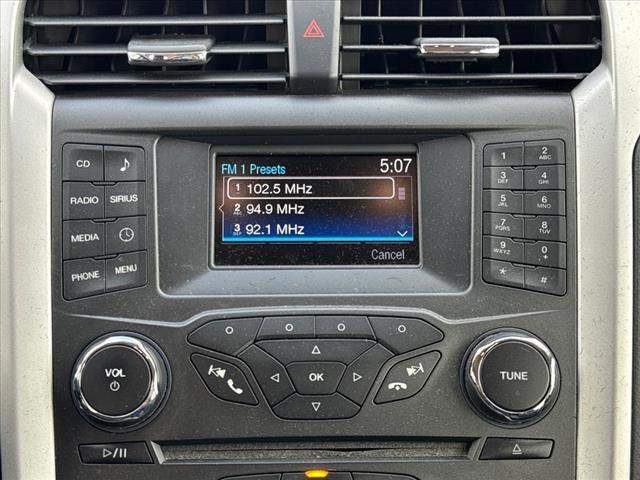 FM 1 Presets 5:07
1 102.5 MHz
2 ABC 94.9 MHz
3 DEF 92.1 MHz
Cancel
CD
RADIO SIRIUS
MEDIA
PHONE MENU
1 2 ABC
3 DEF 4 GHI
5 JKL 6 MNO
7 PQRS 8 TUV
9 WXYZ 0 +
* #
VOL
OK
TUNE